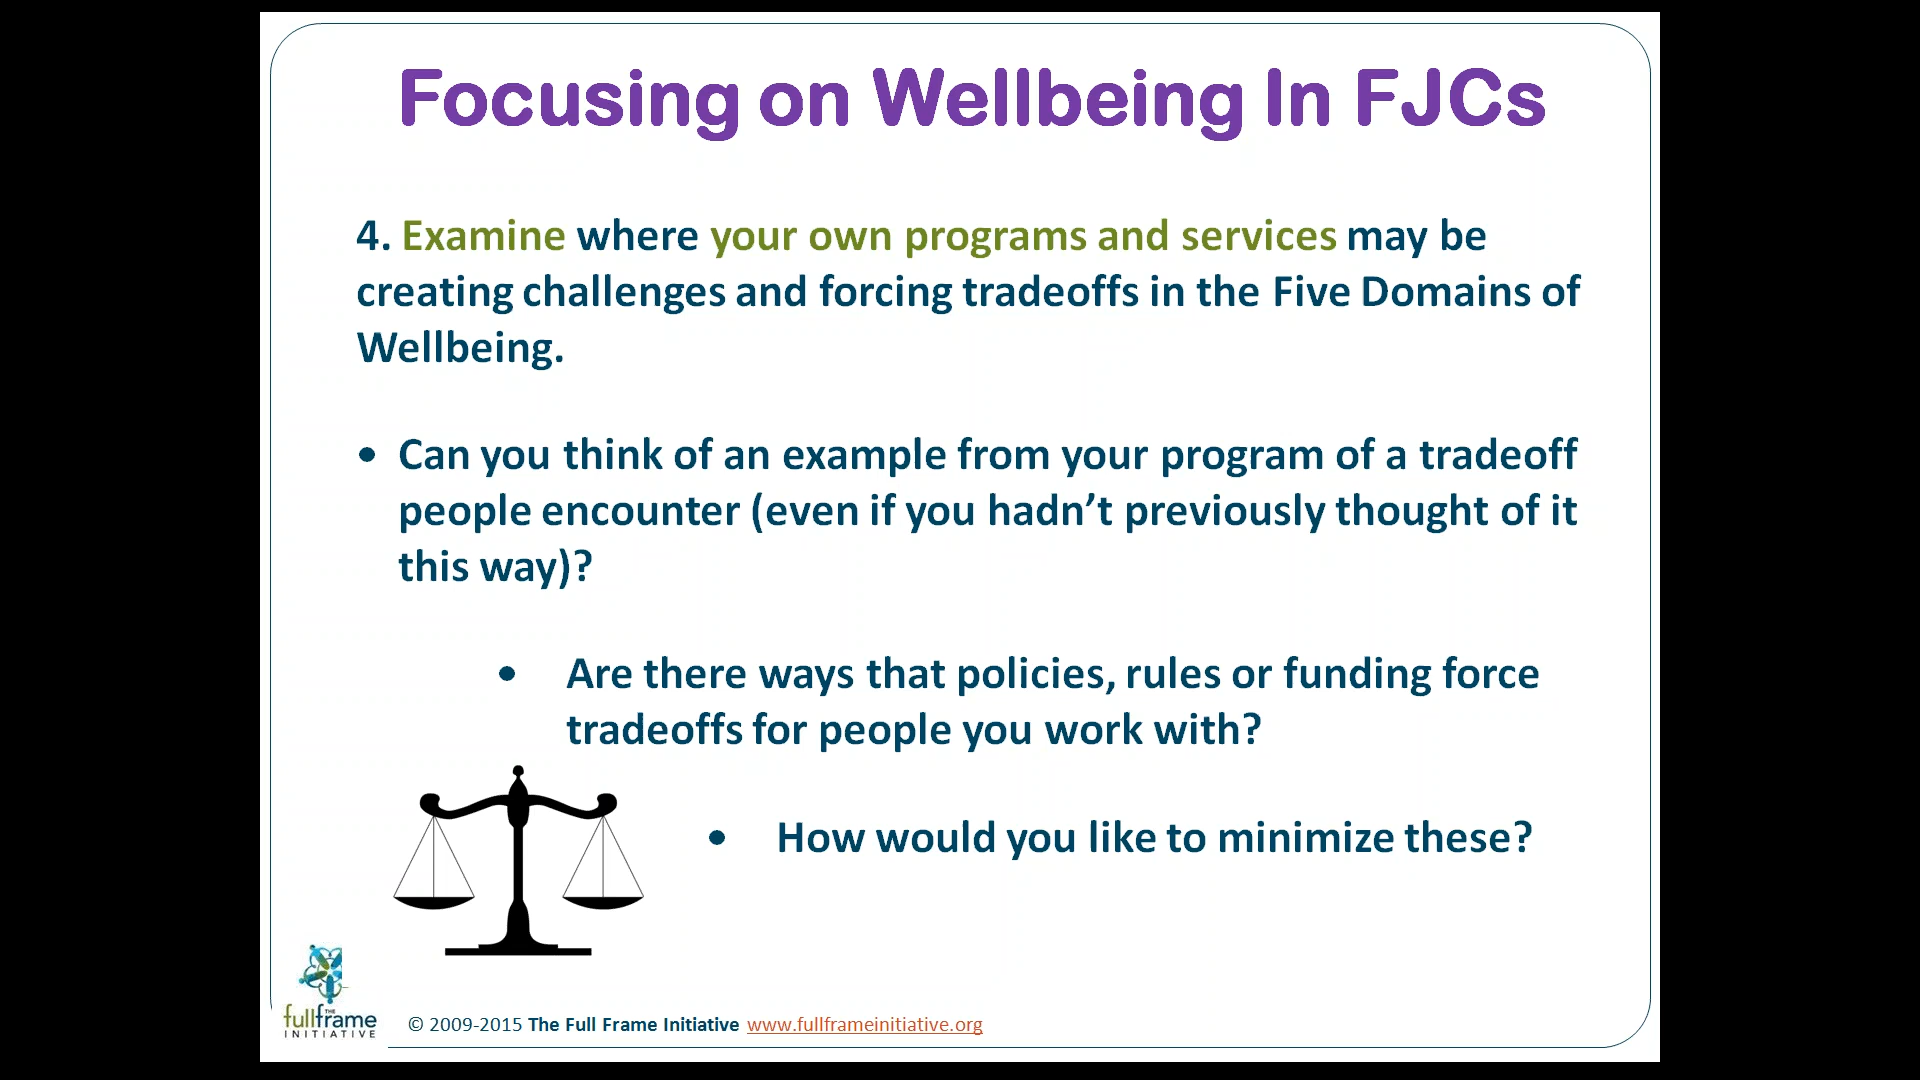 Focusing on Wellbeing In FJCs
4. Examine where your own programs and services may be
creating challenges and forcing tradeoffs in the Five Domains of
Wellbeing.
• Can you think of an example from your program of a tradeoff
people encounter (even if you hadn’t previously thought of it
this way)?
• Are there ways that policies, rules or funding force
tradeoffs for people you work with?
• How would you like to minimize these?
THE
fullframe
INITIATIVE
© 2009-2015 The Full Frame Initiative www.fullframeinitiative.org